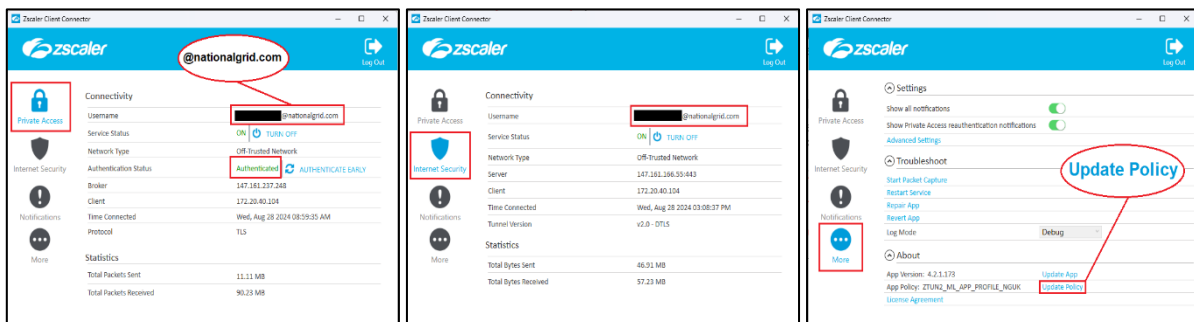 Zscaler Client Connector
zscaler
Log Out
@nationalgrid.com
Private Access
Internet Security
Notifications
More
Connectivity
Username @nationalgrid.com
Service Status ON TURN OFF
Network Type Off-Trusted Network
Authentication Status Authenticated AUTHENTICATE EARLY
Broker 147.161.237.248
Client 172.20.40.104
Time Connected Wed, Aug 28 2024 08:59:35 AM
Protocol TLS
Statistics
Total Packets Sent 11.11 MB
Total Packets Received 90.23 MB
Zscaler Client Connector
zscaler
Log Out
Private Access
Internet Security
Notifications
More
Connectivity
Username @nationalgrid.com
Service Status ON TURN OFF
Network Type Off-Trusted Network
Server 147.161.166.55:443
Client 172.20.40.104
Time Connected Wed, Aug 28 2024 03:08:37 PM
Tunnel Version v2.0 - DTLS
Statistics
Total Bytes Sent 46.91 MB
Total Bytes Received 57.23 MB
Zscaler Client Connector
zscaler
Log Out
Private Access
Internet Security
Notifications
More
Settings
Show all notifications
Show Private Access reauthentication notifications
Advanced Settings
Troubleshoot
Start Packet Capture
Restart Service
Repair App
Revert App
Log Mode Debug
Update Policy
About
App Version: 4.2.1.173 Update App
App Policy: ZTUN2_ML_APP_PROFILE_NGUK Update Policy
License Agreement